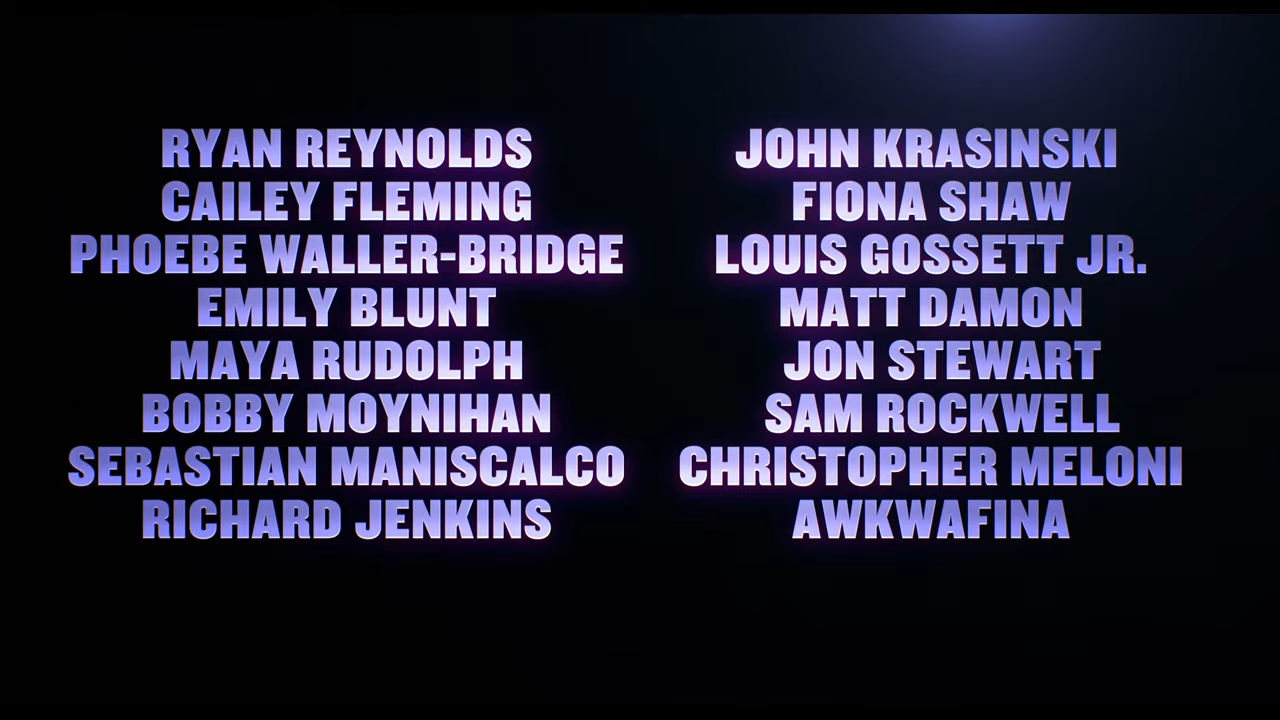 RYAN REYNOLDS
CAILEY FLEMING
PHOEBE WALLER-BRIDGE
EMILY BLUNT
MAYA RUDOLPH
BOBBY MOYNIHAN
SEBASTIAN MANISCALCO
RICHARD JENKINS
JOHN KRASINSKI
FIONA SHAW
LOUIS GOSSETT JR.
MATT DAMON
JON STEWART
SAM ROCKWELL
CHRISTOPHER MELONI
AWKWAFINA